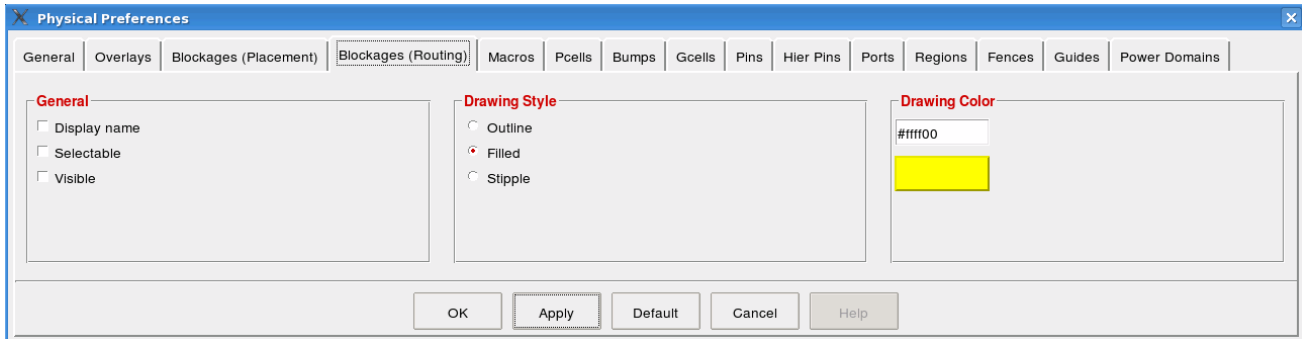 Physical Preferences
General Overlays Blockages (Placement) Blockages (Routing) Macros Pcells Bumps Gcells Pins Hier Pins Ports Regions Fences Guides Power Domains
General
Display name
Selectable
Visible
Drawing Style
Outline
Filled
Stipple
Drawing Color
#ffff00
OK Apply Default Cancel Help